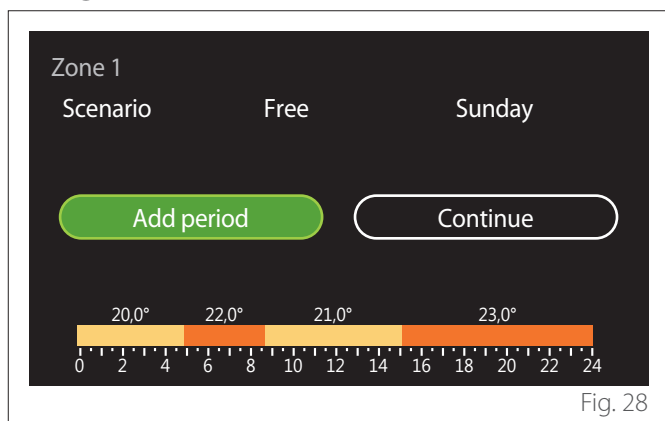 Zone 1
Scenario Free Sunday
Add period Continue
20,0° 22,0° 21,0° 23,0°
0 2 4 6 8 10 12 14 16 18 20 22 24
Fig. 28